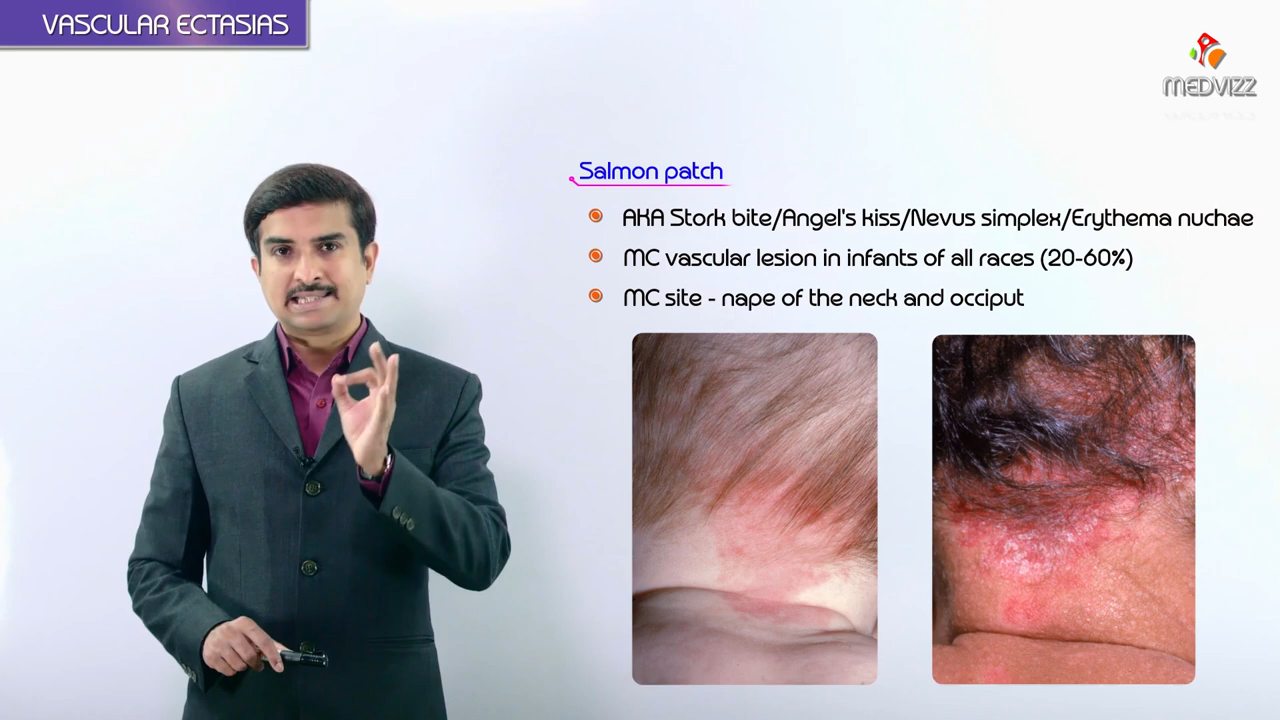 VASCULAR ECTASIAS
MEDVIZZ
Salmon patch
AKA Stork bite/Angel's kiss/Nevus simplex/Erythema nuchae
MC vascular lesion in infants of all races (20-60%)
MC site - nape of the neck and occiput